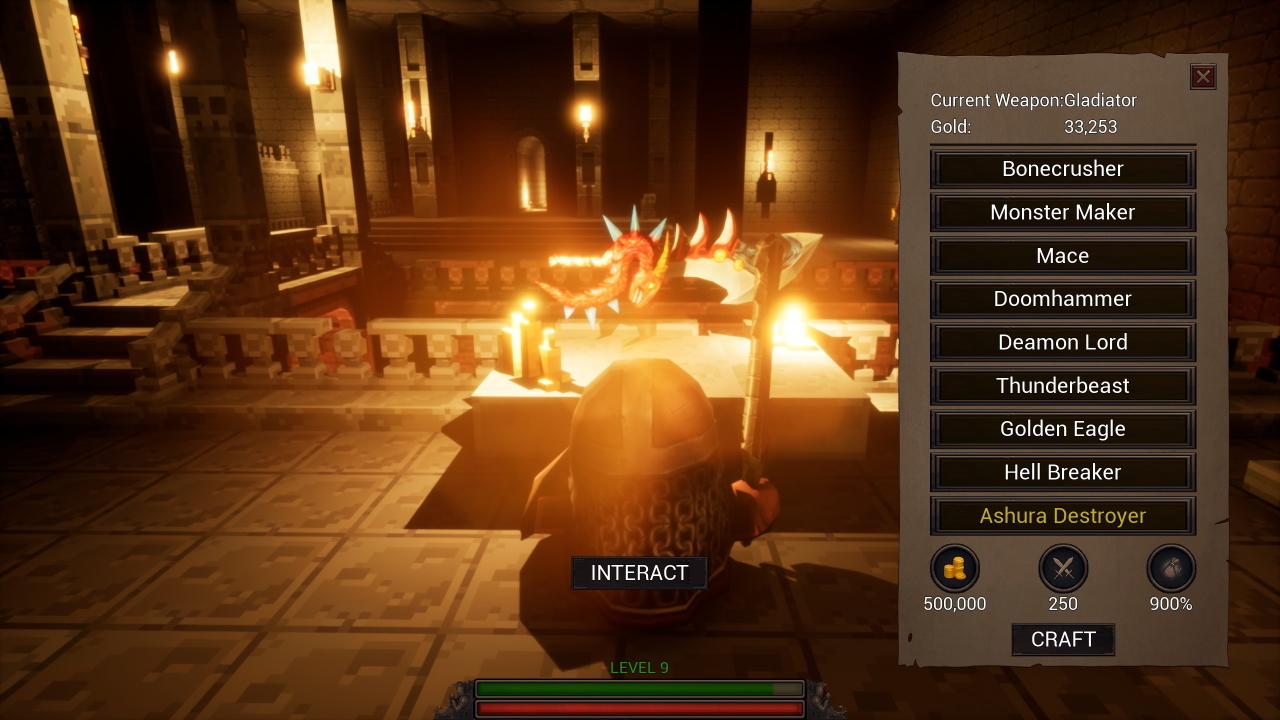 Current Weapon:Gladiator
Gold: 33,253
Bonecrusher
Monster Maker
Mace
Doomhammer
Deamon Lord
Thunderbeast
Golden Eagle
Hell Breaker
Ashura Destroyer
500,000 250 900%
CRAFT
INTERACT
LEVEL 9